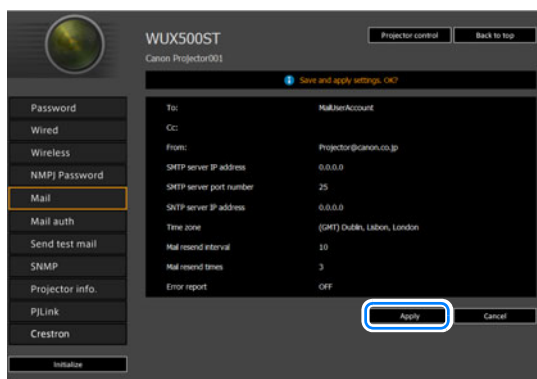 WUX500ST
Projector control
Back to top
Canon Projector001
Save and apply settings. OK?
Password
Wired
Wireless
NMPJ Password
Mail
Mail auth
Send test mail
SNMP
Projector info.
PJLink
Crestron
Initialize
To: MailUserAccount
Cc:
From: Projector@canon.co.jp
SMTP server IP address 0.0.0.0
SMTP server port number 25
SNTP server IP address 0.0.0.0
Time zone (GMT) Dublin, Lisbon, London
Mail resend interval 10
Mail resend times 3
Error report OFF
Apply
Cancel